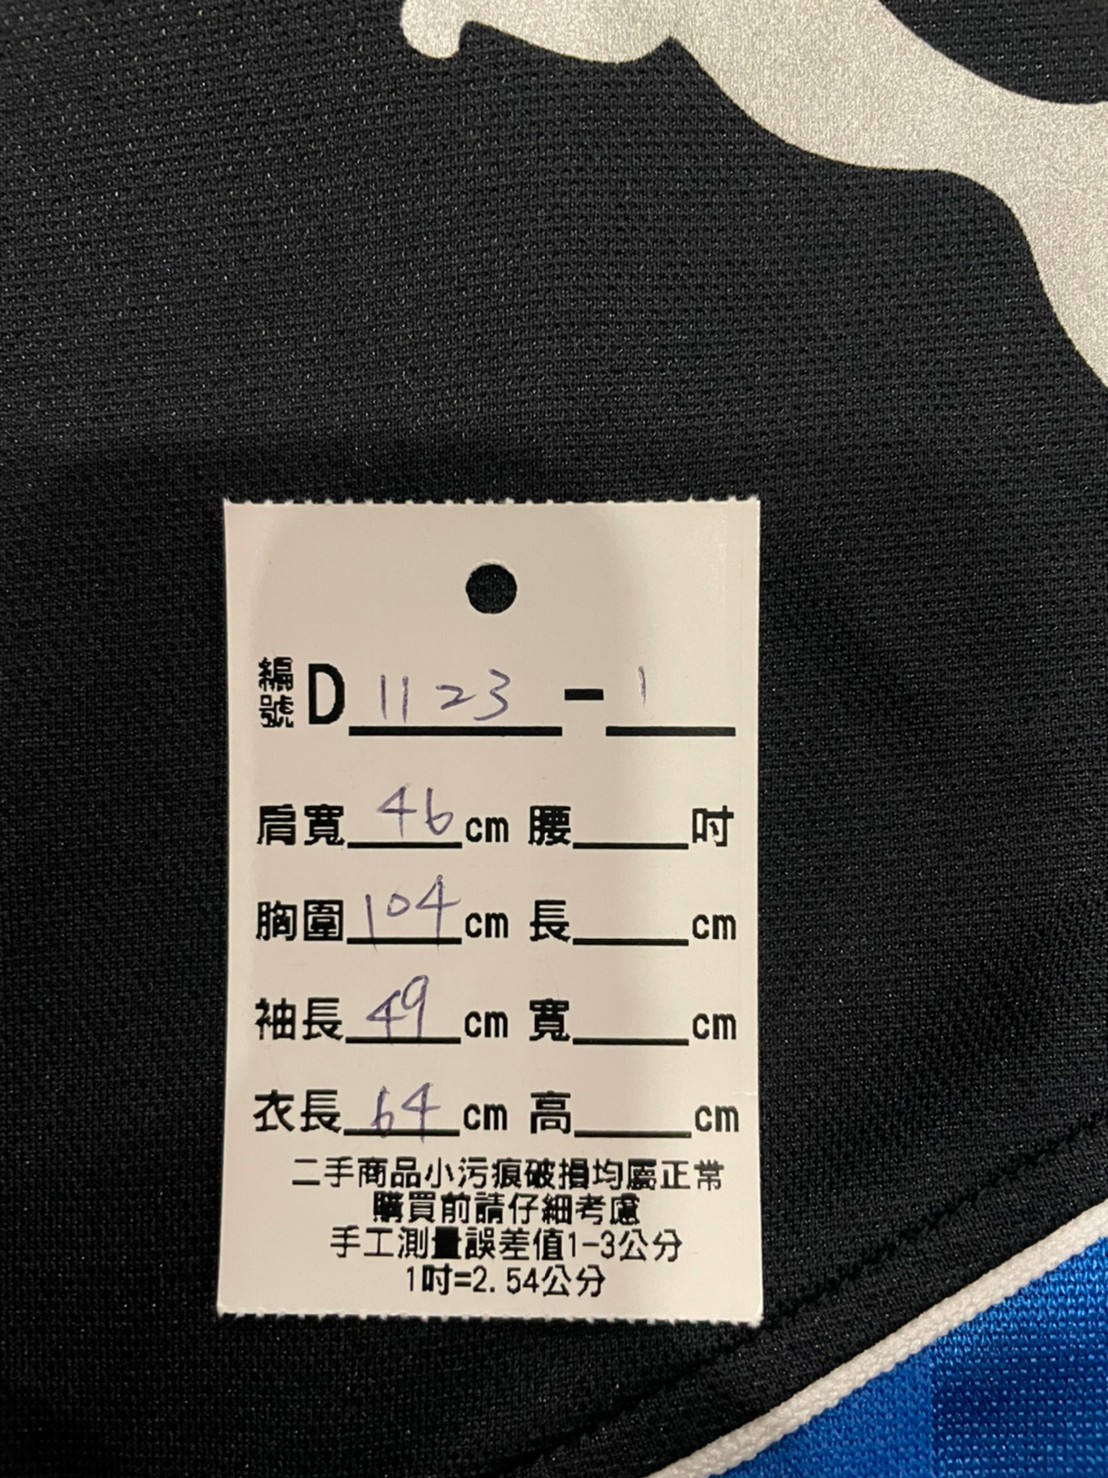 編號 D 1123 - 1
肩寬 46 cm 腰 吋
胸圍 104 cm 長 cm
袖長 49 cm 寬 cm
衣長 64 cm 高 cm
二手商品小污痕破損均屬正常
購買前請仔細考慮
手工測量誤差值1-3公分
1吋=2.54公分